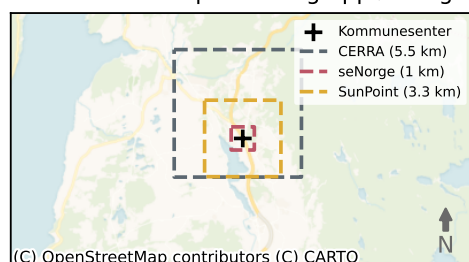 Kommunesenter
CERRA (5.5 km)
seNorge (1 km)
SunPoint (3.3 km)
N
(C) OpenStreetMap contributors (C) CARTO